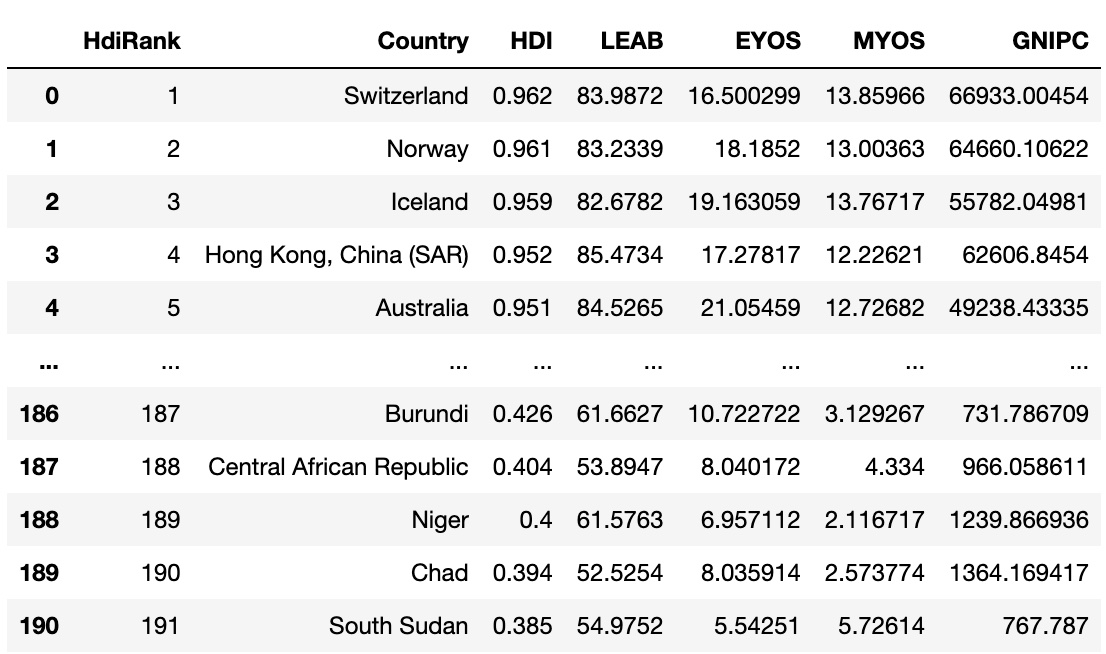 HdiRank Country HDI LEAB EYOS MYOS GNIPC
0 1 Switzerland 0.962 83.9872 16.500299 13.85966 66933.00454
1 2 Norway 0.961 83.2339 18.1852 13.00363 64660.10622
2 3 Iceland 0.959 82.6782 19.163059 13.76717 55782.04981
3 4 Hong Kong, China (SAR) 0.952 85.4734 17.27817 12.22621 62606.8454
4 5 Australia 0.951 84.5265 21.05459 12.72682 49238.43335
... ... ... ... ... ... ... ...
186 187 Burundi 0.426 61.6627 10.722722 3.129267 731.786709
187 188 Central African Republic 0.404 53.8947 8.040172 4.334 966.058611
188 189 Niger 0.4 61.5763 6.957112 2.116717 1239.866936
189 190 Chad 0.394 52.5254 8.035914 2.573774 1364.169417
190 191 South Sudan 0.385 54.9752 5.54251 5.72614 767.787